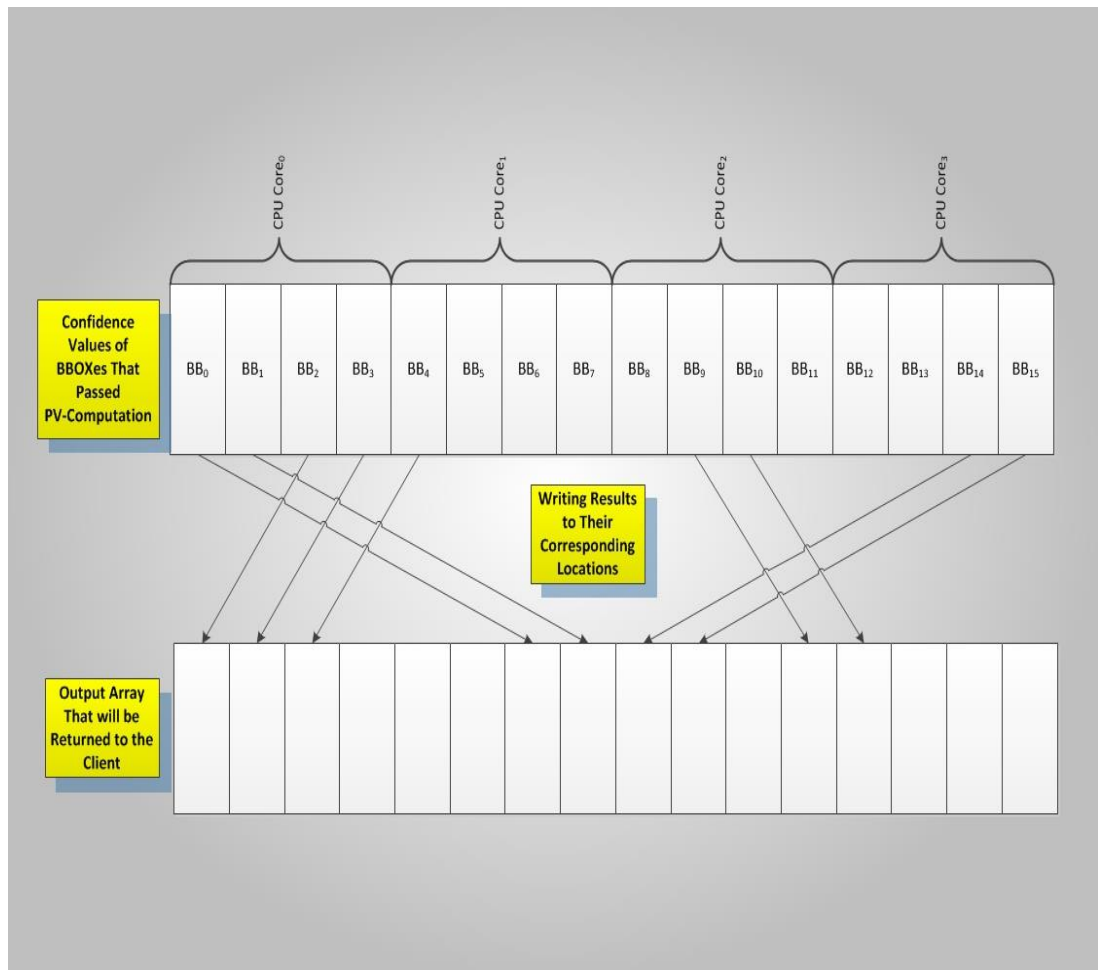 CPU Core₀
CPU Core₁
CPU Core₂
CPU Core₃
Confidence
Values of
BBOXes That
Passed
PV-Computation
BB₀ BB₁ BB₂ BB₃ BB₄ BB₅ BB₆ BB₇ BB₈ BB₉ BB₁₀ BB₁₁ BB₁₂ BB₁₃ BB₁₄ BB₁₅
Writing Results
to Their
Corresponding
Locations
Output Array
That will be
Returned to the
Client